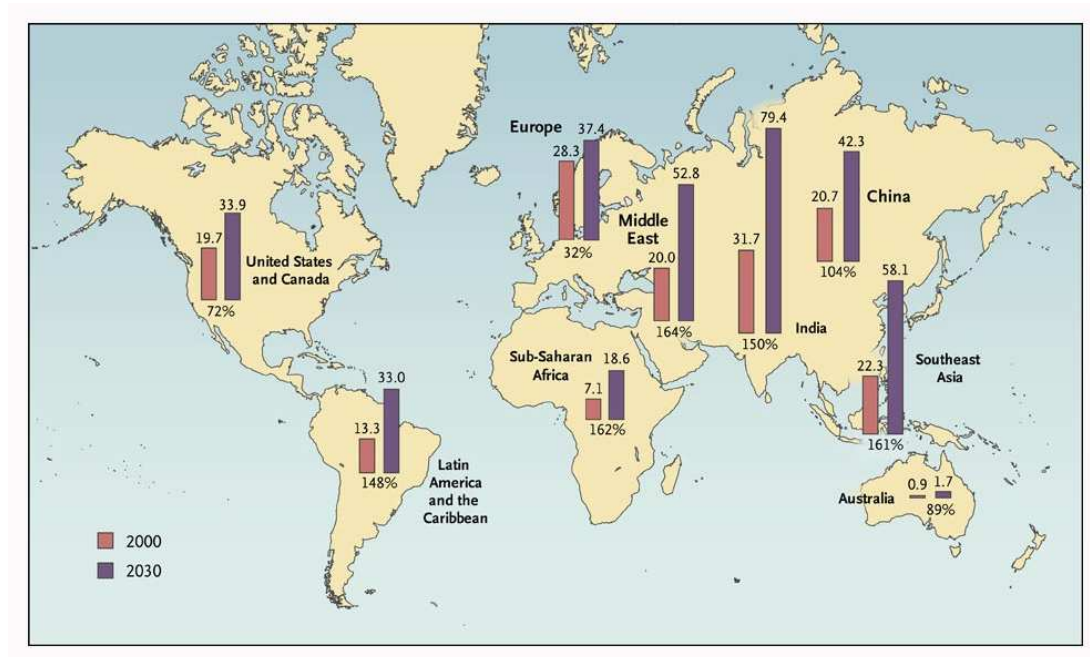 Europe
28.3
37.4
32%
19.7
33.9
United States
and Canada
72%
Middle
East
20.0
52.8
164%
31.7
79.4
150%
India
20.7
42.3
China
104%
22.3
58.1
Southeast
Asia
161%
Sub-Saharan
Africa
7.1
18.6
162%
13.3
33.0
148%
Latin
America
and the
Caribbean
Australia
0.9
1.7
89%
2000
2030